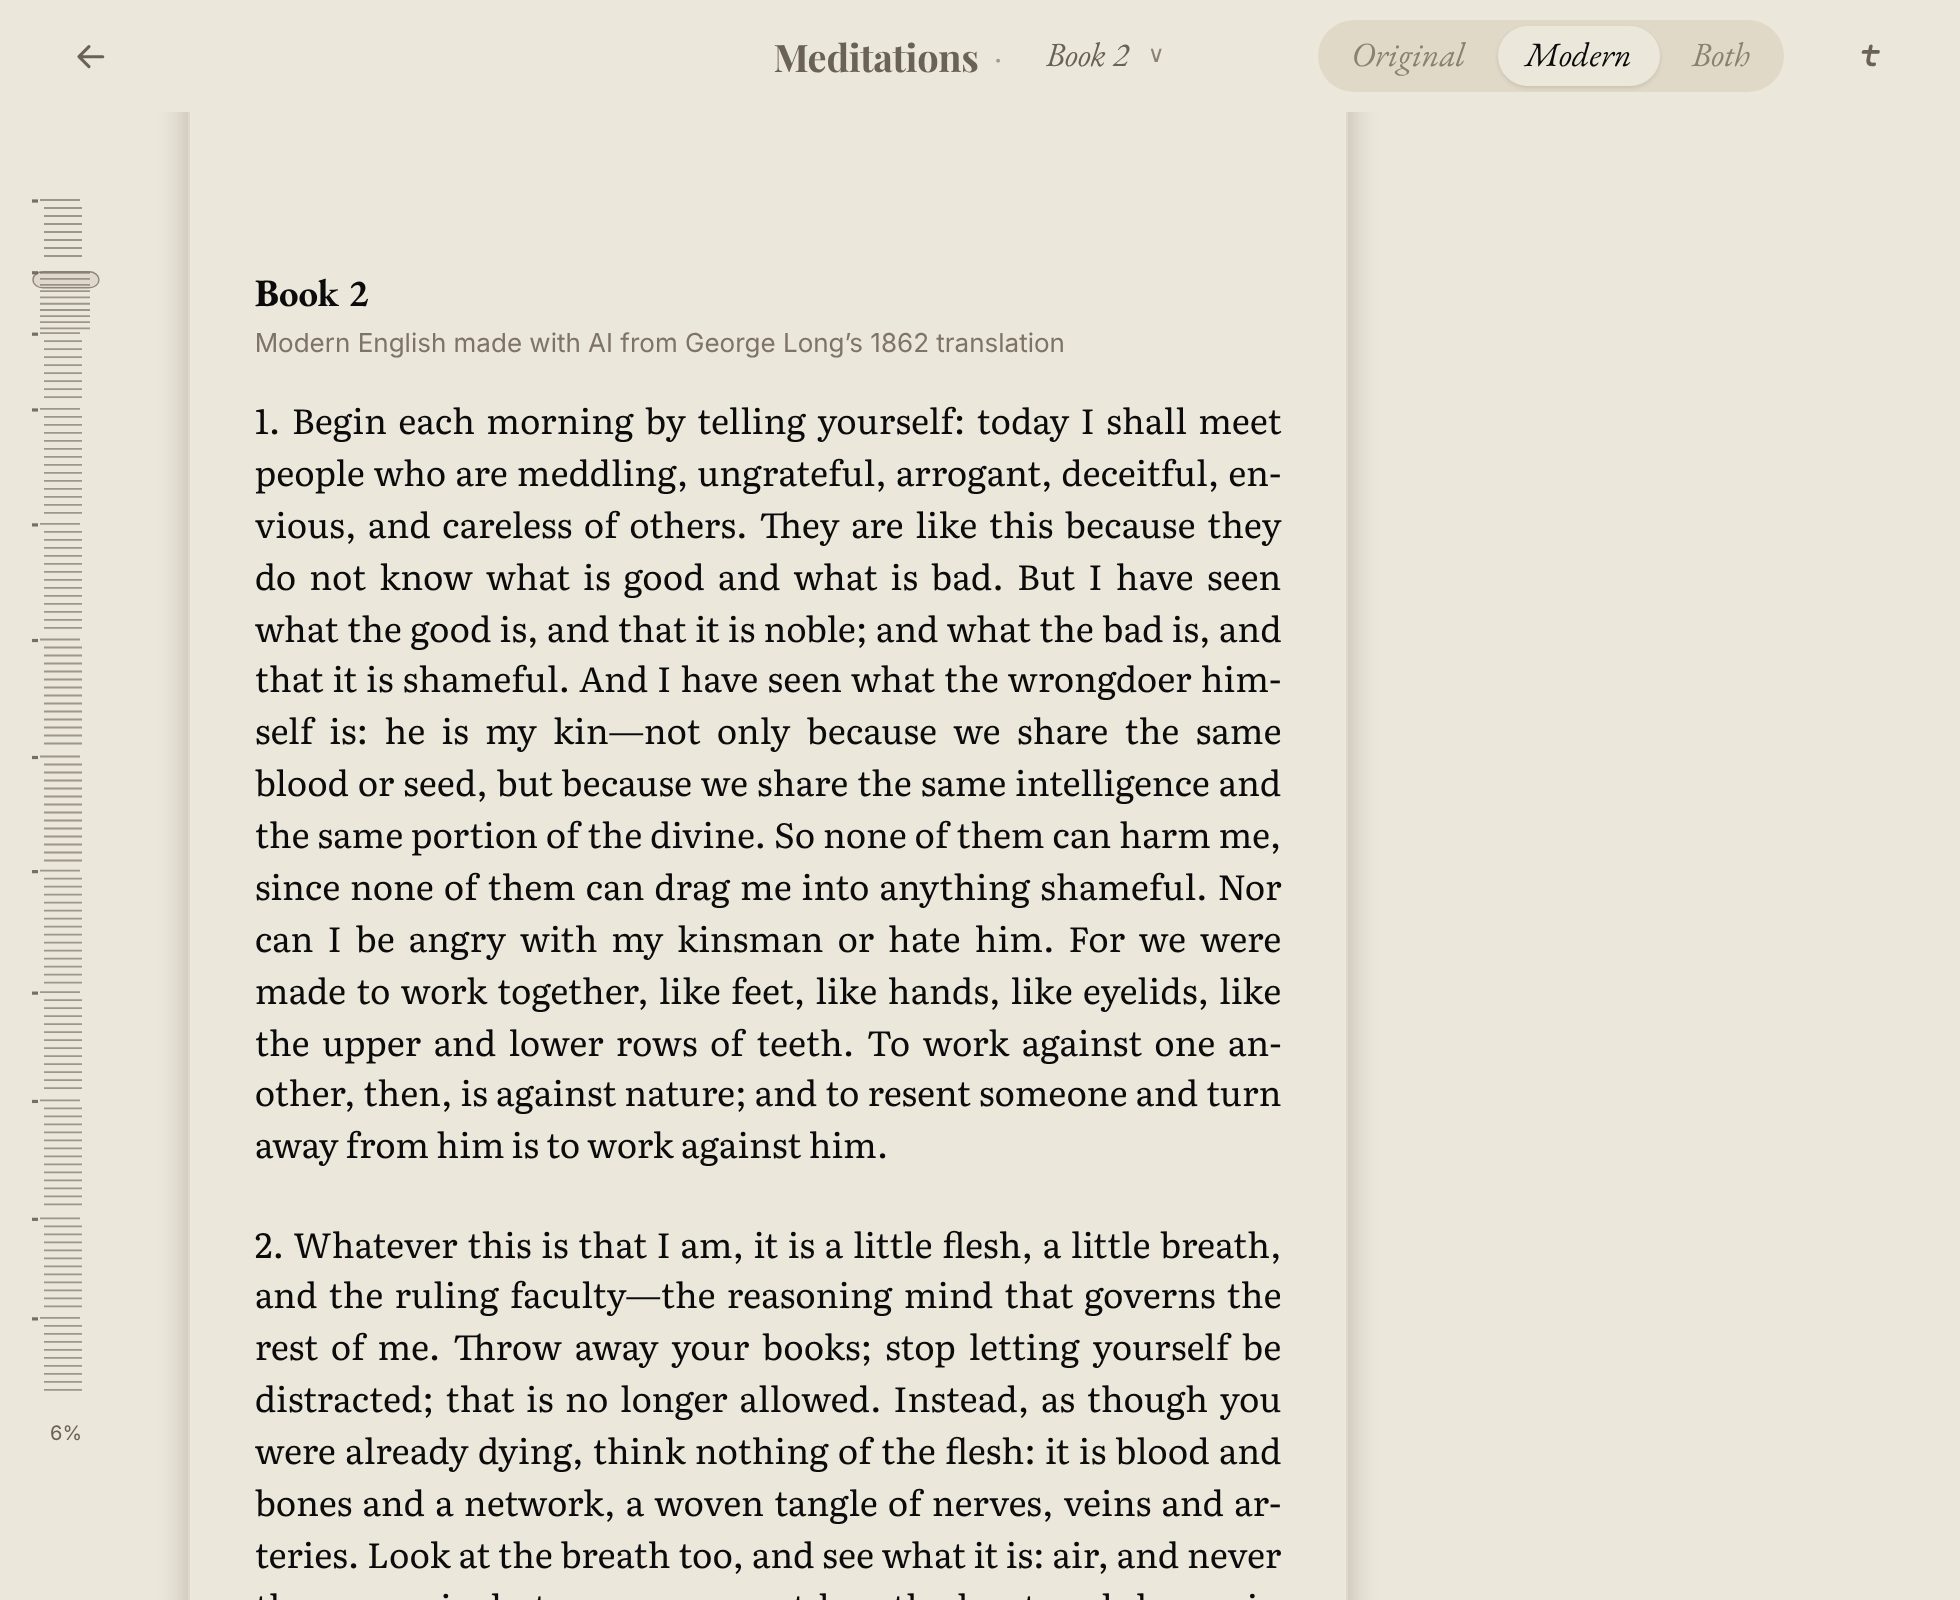 ←
Meditations · Book 2 ∨
Original Modern Both
t
Book 2
Modern English made with AI from George Long’s 1862 translation
1. Begin each morning by telling yourself: today I shall meet
people who are meddling, ungrateful, arrogant, deceitful, en-
vious, and careless of others. They are like this because they
do not know what is good and what is bad. But I have seen
what the good is, and that it is noble; and what the bad is, and
that it is shameful. And I have seen what the wrongdoer him-
self is: he is my kin—not only because we share the same
blood or seed, but because we share the same intelligence and
the same portion of the divine. So none of them can harm me,
since none of them can drag me into anything shameful. Nor
can I be angry with my kinsman or hate him. For we were
made to work together, like feet, like hands, like eyelids, like
the upper and lower rows of teeth. To work against one an-
other, then, is against nature; and to resent someone and turn
away from him is to work against him.
2. Whatever this is that I am, it is a little flesh, a little breath,
and the ruling faculty—the reasoning mind that governs the
rest of me. Throw away your books; stop letting yourself be
distracted; that is no longer allowed. Instead, as though you
were already dying, think nothing of the flesh: it is blood and
bones and a network, a woven tangle of nerves, veins and ar-
teries. Look at the breath too, and see what it is: air, and never
6%